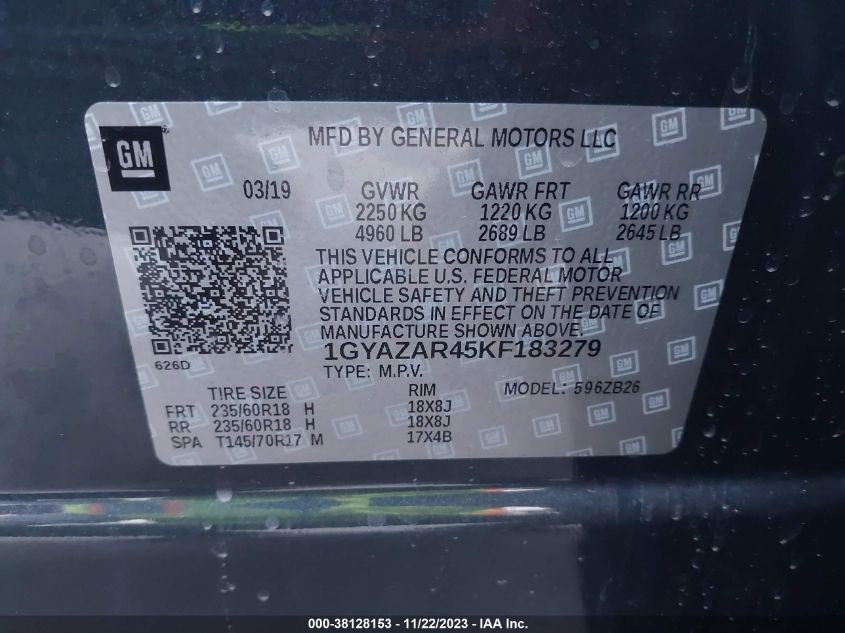 GM
MFD BY GENERAL MOTORS LLC
03/19 GVWR GAWR FRT GAWR RR
2250 KG 1220 KG 1200 KG
4960 LB 2689 LB 2645 LB
THIS VEHICLE CONFORMS TO ALL
APPLICABLE U.S. FEDERAL MOTOR
VEHICLE SAFETY AND THEFT PREVENTION
STANDARDS IN EFFECT ON THE DATE OF
MANUFACTURE SHOWN ABOVE.
626D
1GYAZAR45KF183279
TYPE: M.P.V. MODEL: 596ZB26
TIRE SIZE RIM
FRT 235/60R18 H 18X8J
RR 235/60R18 H 18X8J
SPA T145/70R17 M 17X4B
000-38128153 - 11/22/2023 - IAA Inc.